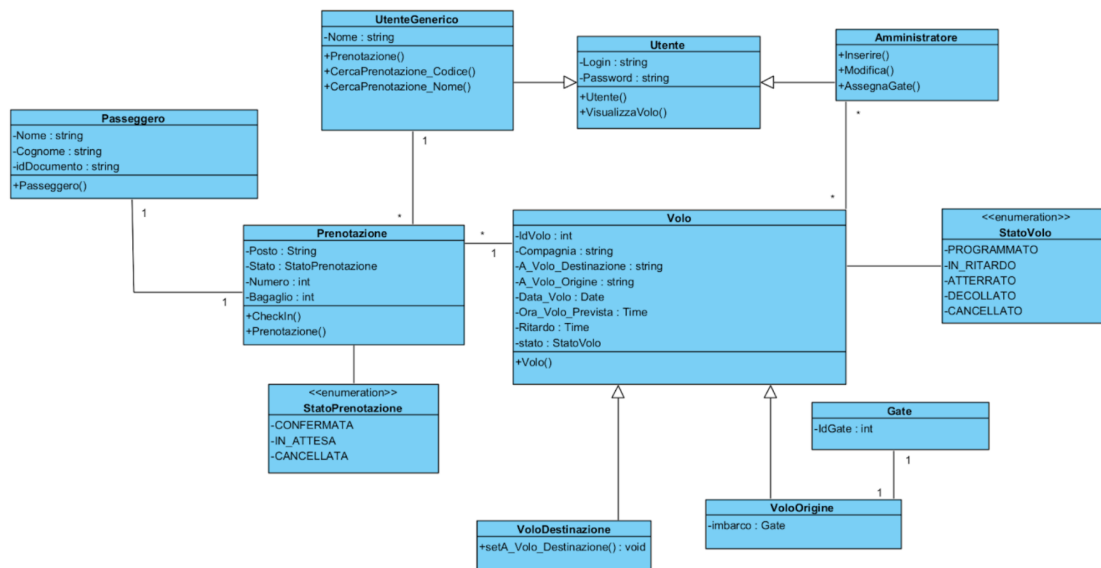 UtenteGenerico
-Nome : string
+Prenotazione()
+CercaPrenotazione_Codice()
+CercaPrenotazione_Nome()
Utente
-Login : string
-Password : string
+Utente()
+VisualizzaVolo()
Amministratore
+Inserire()
+Modifica()
+AssegnaGate()
Passeggero
-Nome : string
-Cognome : string
-idDocumento : string
+Passeggero()
1
*
1
*
1
1
*
*
1
Prenotazione
-Posto : String
-Stato : StatoPrenotazione
-Numero : int
-Bagaglio : int
+CheckIn()
+Prenotazione()
Volo
-IdVolo : int
-Compagnia : string
-A_Volo_Destinazione : string
-A_Volo_Origine : string
-Data_Volo : Date
-Ora_Volo_Prevista : Time
-Ritardo : Time
-stato : StatoVolo
+Volo()
<<enumeration>>
StatoVolo
-PROGRAMMATO
-IN_RITARDO
-ATTERRATO
-DECOLLATO
-CANCELLATO
<<enumeration>>
StatoPrenotazione
-CONFERMATA
-IN_ATTESA
-CANCELLATA
Gate
-IdGate : int
1
1
VoloOrigine
-imbarco : Gate
VoloDestinazione
+setA_Volo_Destinazione() : void